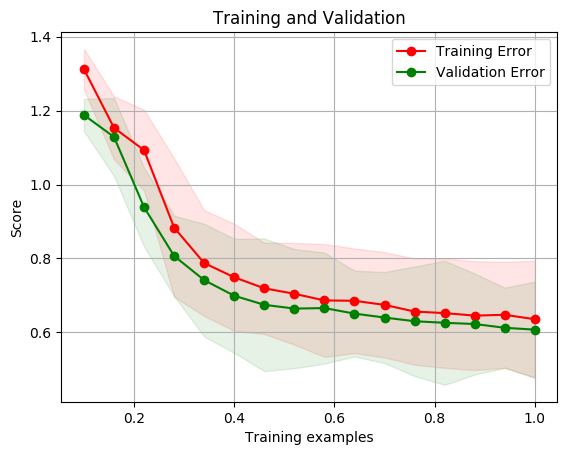 Training and Validation
Training Error
Validation Error
Score
1.4
1.2
1.0
0.8
0.6
0.2
0.4
0.6
0.8
1.0
Training examples